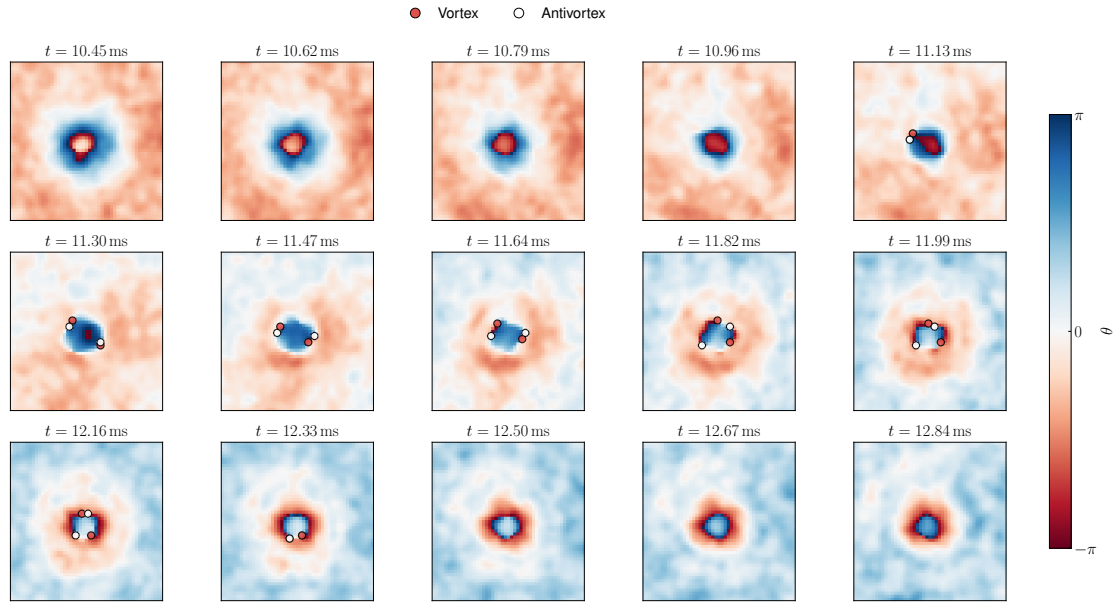 Vortex Antivortex
t = 10.45 ms t = 10.62 ms t = 10.79 ms t = 10.96 ms t = 11.13 ms
π
t = 11.30 ms t = 11.47 ms t = 11.64 ms t = 11.82 ms t = 11.99 ms
0 θ
t = 12.16 ms t = 12.33 ms t = 12.50 ms t = 12.67 ms t = 12.84 ms
−π